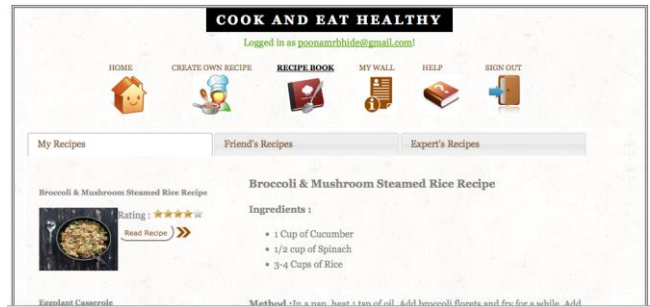 COOK AND EAT HEALTHY
Logged in as poonamrbhide@gmail.com!
HOME CREATE OWN RECIPE RECIPE BOOK MY WALL HELP SIGN OUT
My Recipes Friend's Recipes Expert's Recipes
Broccoli & Mushroom Steamed Rice Recipe
Rating :
Read Recipe
Eggplant Casserole
Broccoli & Mushroom Steamed Rice Recipe
Ingredients :
1 Cup of Cucumber
1/2 cup of Spinach
3-4 Cups of Rice
Method :In a pan, heat 1 tsp of oil. Add broccoli florets and fry for a while. Add